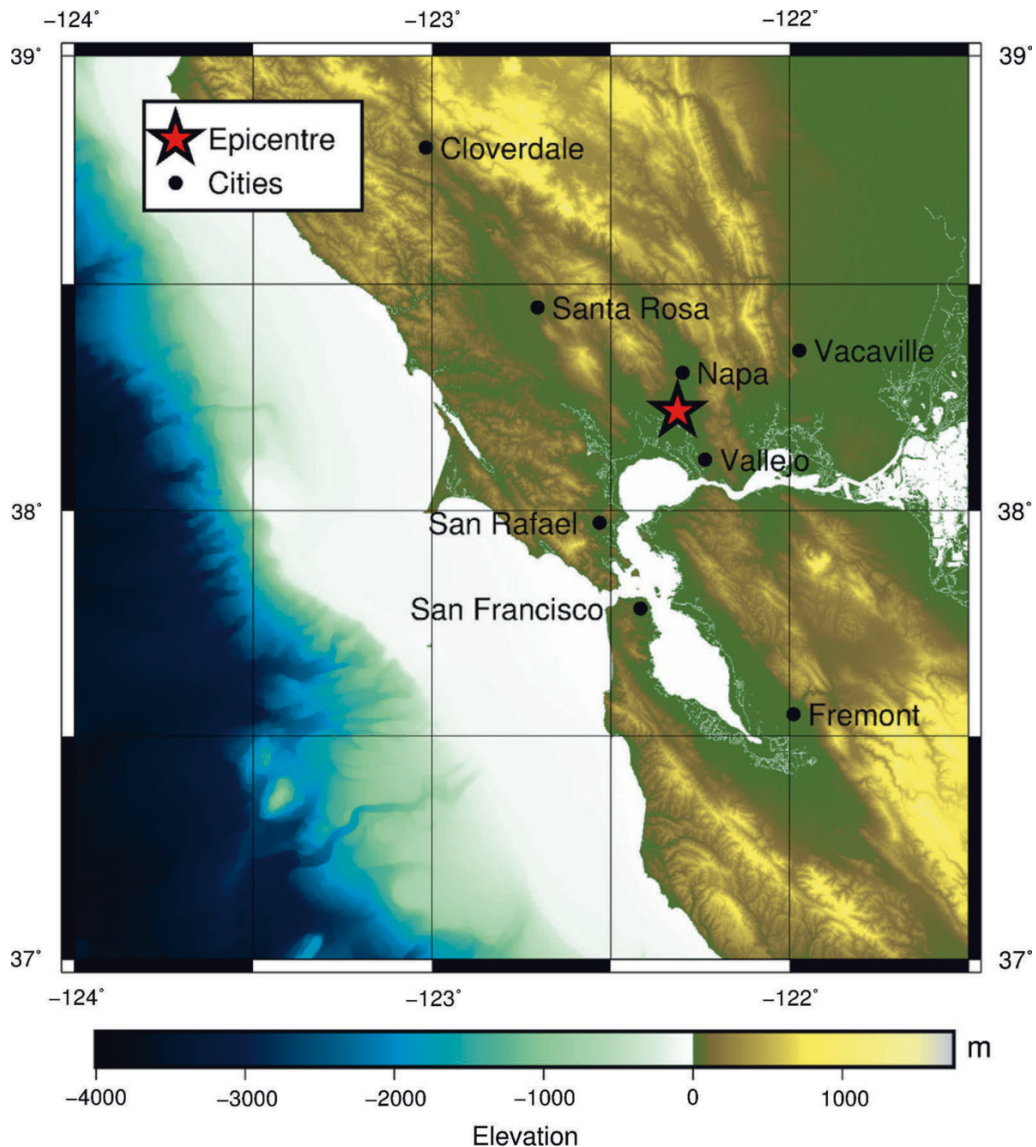 −124˚ −123˚ −122˚
39˚ 39˚
Epicentre
Cities
Cloverdale
Santa Rosa
Vacaville
Napa
Vallejo
38˚ 38˚
San Rafael
San Francisco
Fremont
37˚ 37˚
−124˚ −123˚ −122˚
m
−4000 −3000 −2000 −1000 0 1000
Elevation